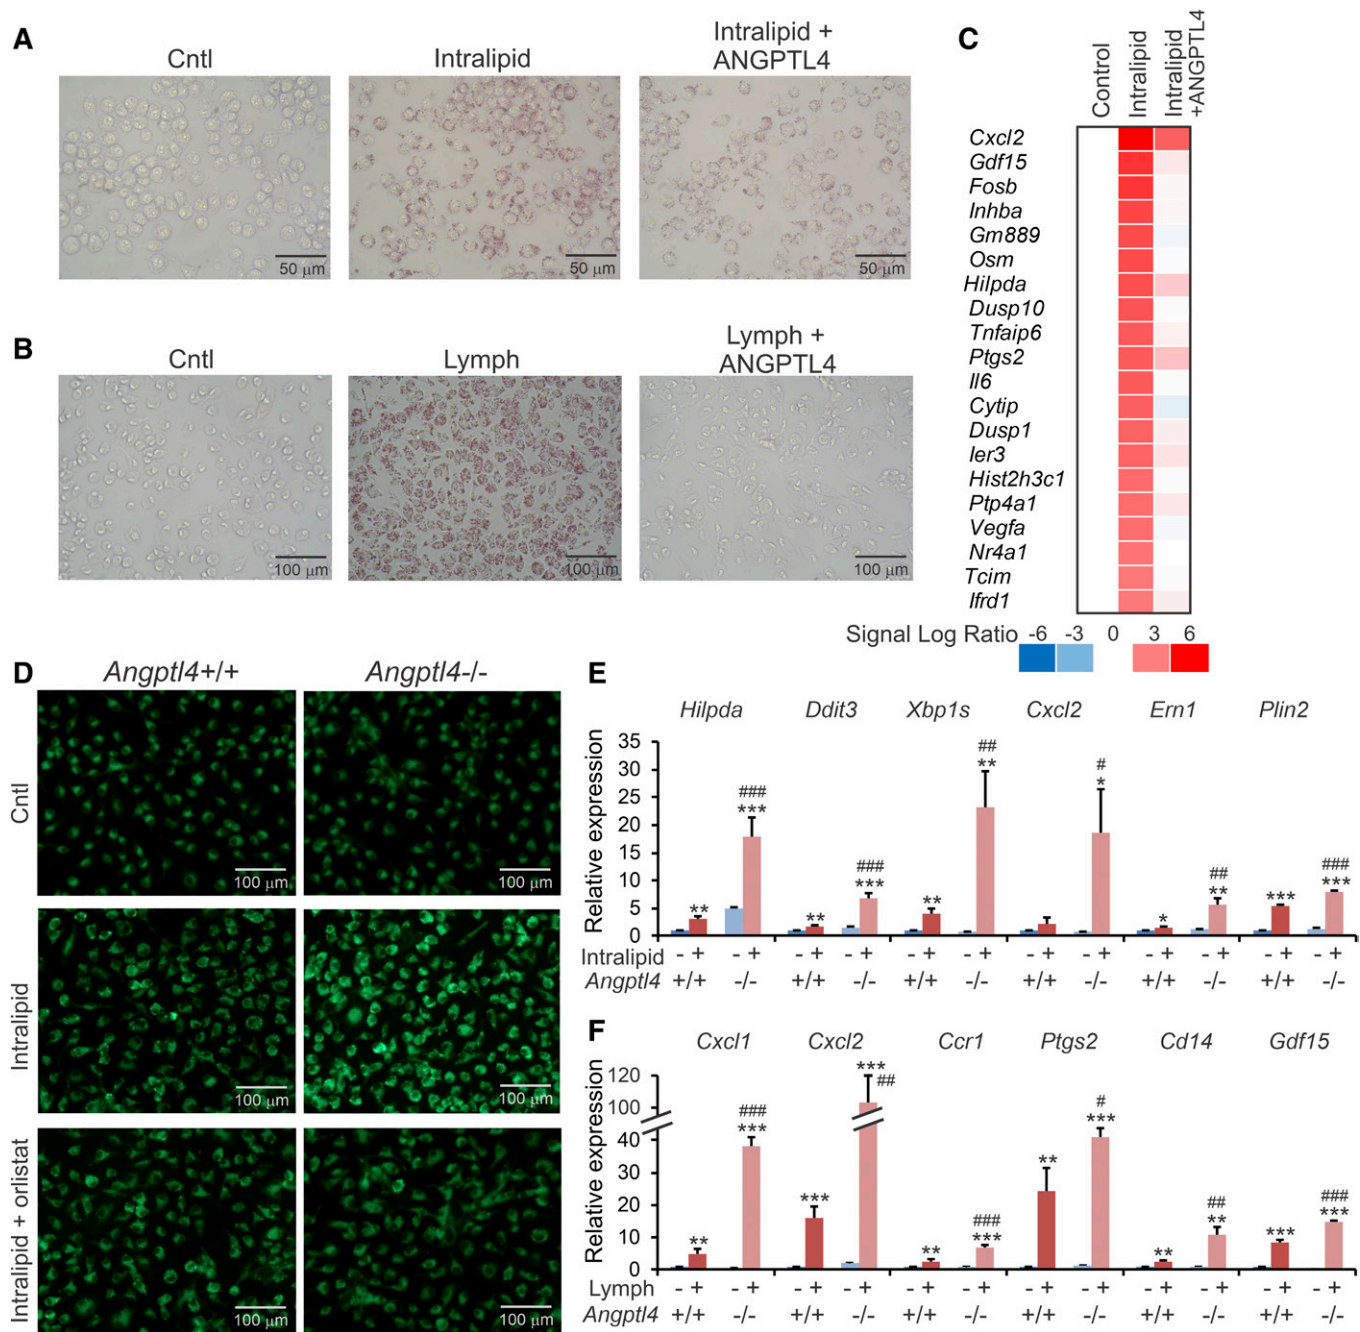 A
Cntl
Intralipid
Intralipid +
ANGPTL4
50 μm
50 μm
50 μm
B
Cntl
Lymph
Lymph +
ANGPTL4
100 μm
100 μm
100 μm
C
Control
Intralipid
Intralipid
+ANGPTL4
Cxcl2
Gdf15
Fosb
Inhba
Gm889
Osm
Hilpda
Dusp10
Tnfaip6
Ptgs2
Il6
Cytip
Dusp1
Ier3
Hist2h3c1
Ptp4a1
Vegfa
Nr4a1
Tcim
Ifrd1
Signal Log Ratio -6 -3 0 3 6
D
Angptl4+/+ Angptl4-/-
Cntl
100 μm
100 μm
Intralipid
100 μm
100 μm
Intralipid + orlistat
100 μm
100 μm
E
Hilpda Ddit3 Xbp1s Cxcl2 Ern1 Plin2
Relative expression
35
30
25
20
15
10
5
0
** ### *** ** ### *** ** ## ** # * * ## ** *** ### ***
Intralipid - + - + - + - + - + - + - + - + - + - + - + - +
Angptl4 +/+ -/- +/+ -/- +/+ -/- +/+ -/- +/+ -/- +/+ -/-
F
Cxcl1 Cxcl2 Ccr1 Ptgs2 Cd14 Gdf15
Relative expression
120
100
40
30
20
10
0
** ### *** *** *** ## ** ### *** ** # *** ** ## ** *** ### ***
Lymph - + - + - + - + - + - + - + - + - + - + - + - +
Angptl4 +/+ -/- +/+ -/- +/+ -/- +/+ -/- +/+ -/- +/+ -/-